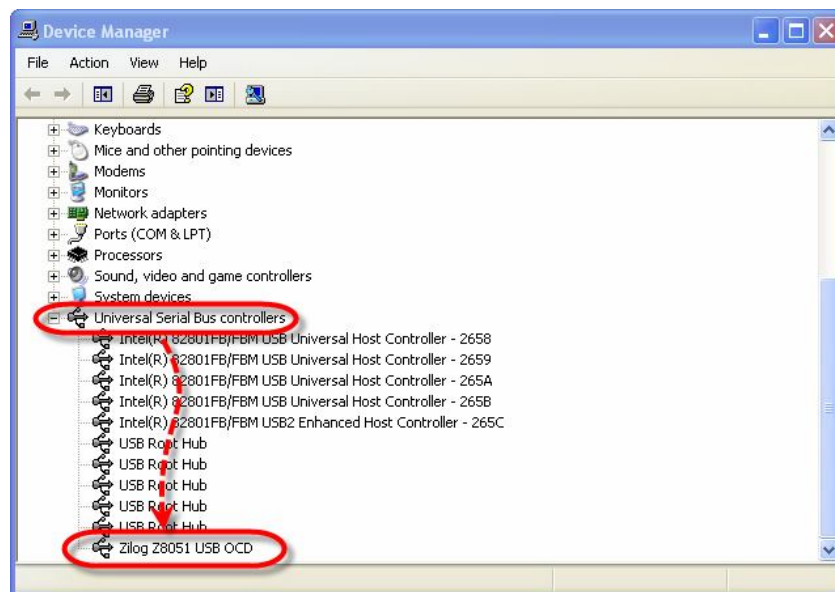 Device Manager
File Action View Help
Keyboards
Mice and other pointing devices
Modems
Monitors
Network adapters
Ports (COM & LPT)
Processors
Sound, video and game controllers
System devices
Universal Serial Bus controllers
Intel(R) 82801FB/FBM USB Universal Host Controller - 2658
Intel(R) 82801FB/FBM USB Universal Host Controller - 2659
Intel(R) 82801FB/FBM USB Universal Host Controller - 265A
Intel(R) 82801FB/FBM USB Universal Host Controller - 265B
Intel(R) 82801FB/FBM USB2 Enhanced Host Controller - 265C
USB Root Hub
USB Root Hub
USB Root Hub
USB Root Hub
USB Root Hub
Zilog Z8051 USB OCD